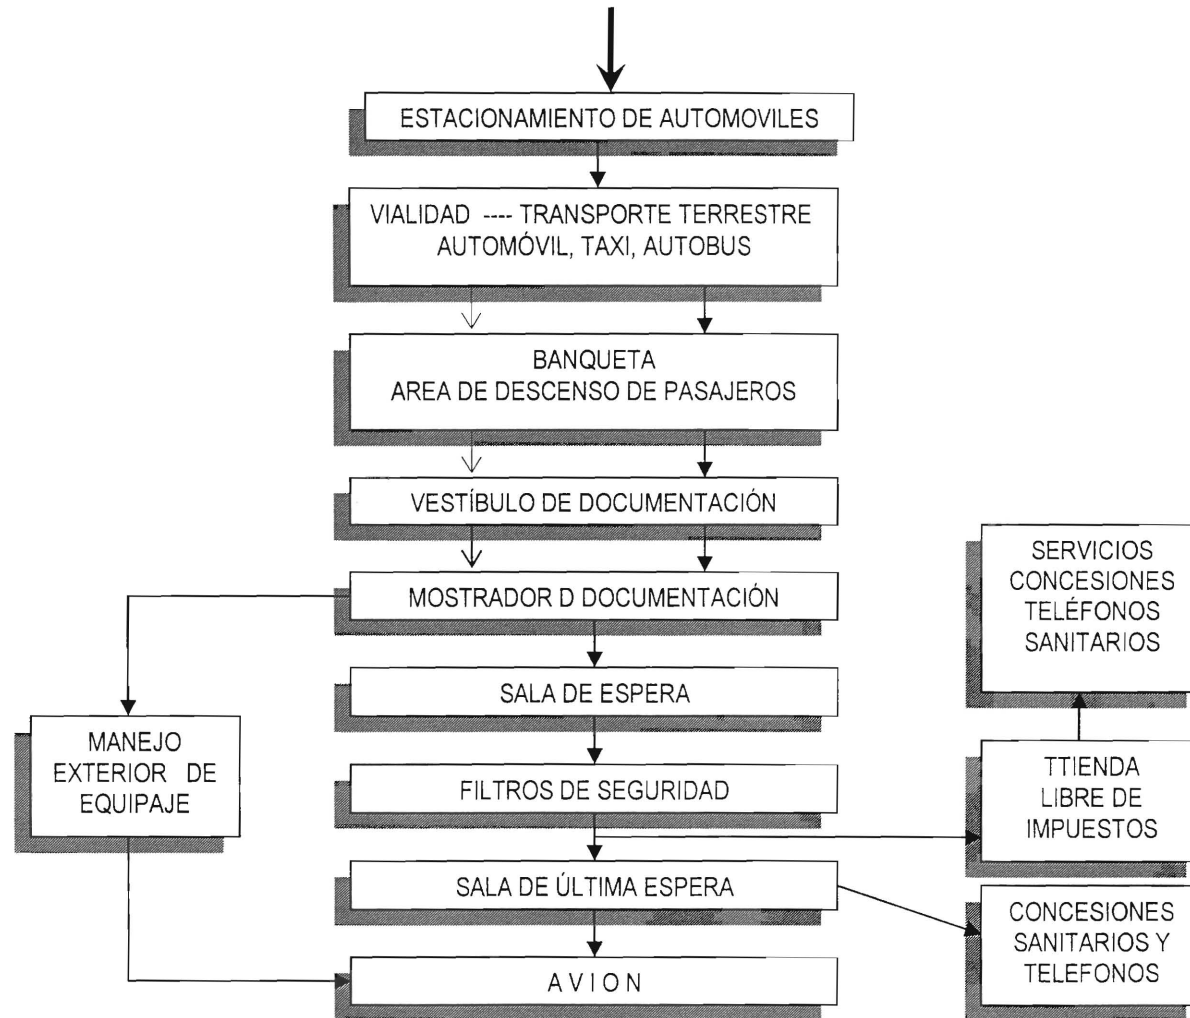 ESTACIONAMIENTO DE AUTOMOVILES
VIALIDAD ---- TRANSPORTE TERRESTRE
AUTOMÓVIL, TAXI, AUTOBUS
BANQUETA
AREA DE DESCENSO DE PASAJEROS
VESTÍBULO DE DOCUMENTACIÓN
MOSTRADOR D DOCUMENTACIÓN
SALA DE ESPERA
FILTROS DE SEGURIDAD
SALA DE ÚLTIMA ESPERA
A V I O N
MANEJO
EXTERIOR DE
EQUIPAJE
SERVICIOS
CONCESIONES
TELÉFONOS
SANITARIOS
TTIENDA
LIBRE DE
IMPUESTOS
CONCESIONES
SANITARIOS Y
TELEFONOS